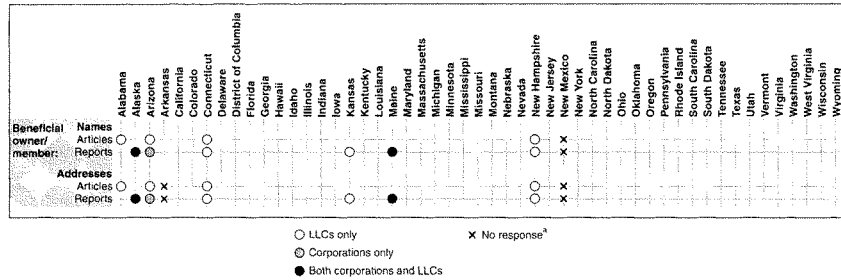 Alabama
Alaska
Arizona
Arkansas
California
Colorado
Connecticut
Delaware
District of Columbia
Florida
Georgia
Hawaii
Idaho
Illinois
Indiana
Iowa
Kansas
Kentucky
Louisiana
Maine
Maryland
Massachusetts
Michigan
Minnesota
Mississippi
Missouri
Montana
Nebraska
Nevada
New Hampshire
New Jersey
New Mexico
New York
North Carolina
North Dakota
Ohio
Oklahoma
Oregon
Pennsylvania
Rhode Island
South Carolina
South Dakota
Tennessee
Texas
Utah
Vermont
Virginia
Washington
West Virginia
Wisconsin
Wyoming
Beneficial Names
owner/ Articles
member: Reports
Addresses
Articles
Reports
LLCs only
Corporations only
Both corporations and LLCs
No responseª